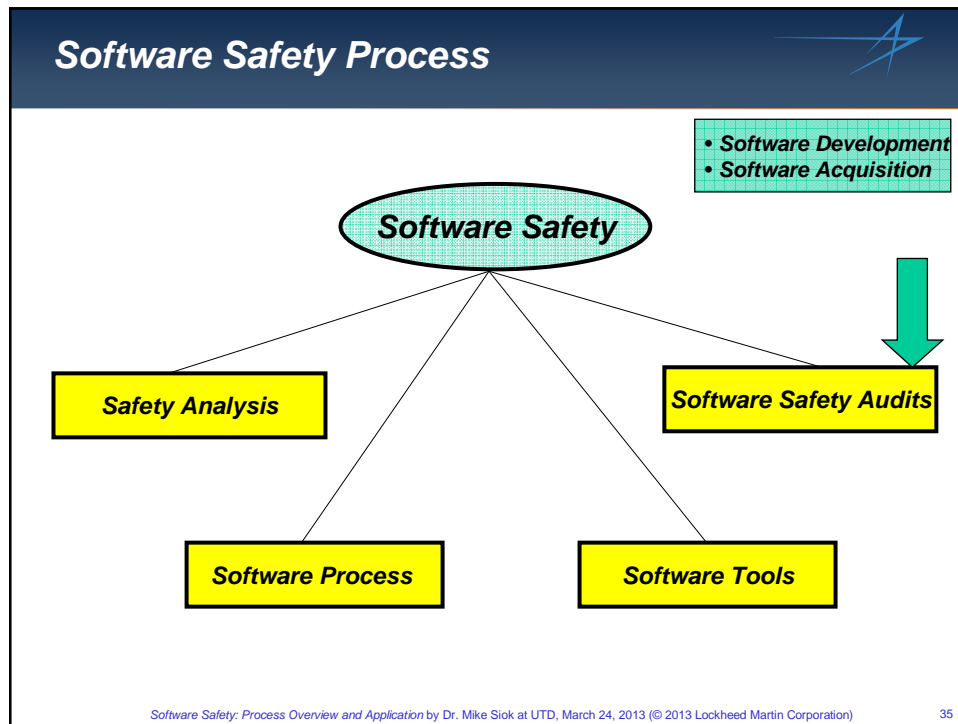 Software Safety Process
• Software Development
• Software Acquisition
Software Safety
Safety Analysis
Software Safety Audits
Software Process
Software Tools
Software Safety: Process Overview and Application by Dr. Mike Siok at UTD, March 24, 2013 (© 2013 Lockheed Martin Corporation) 35